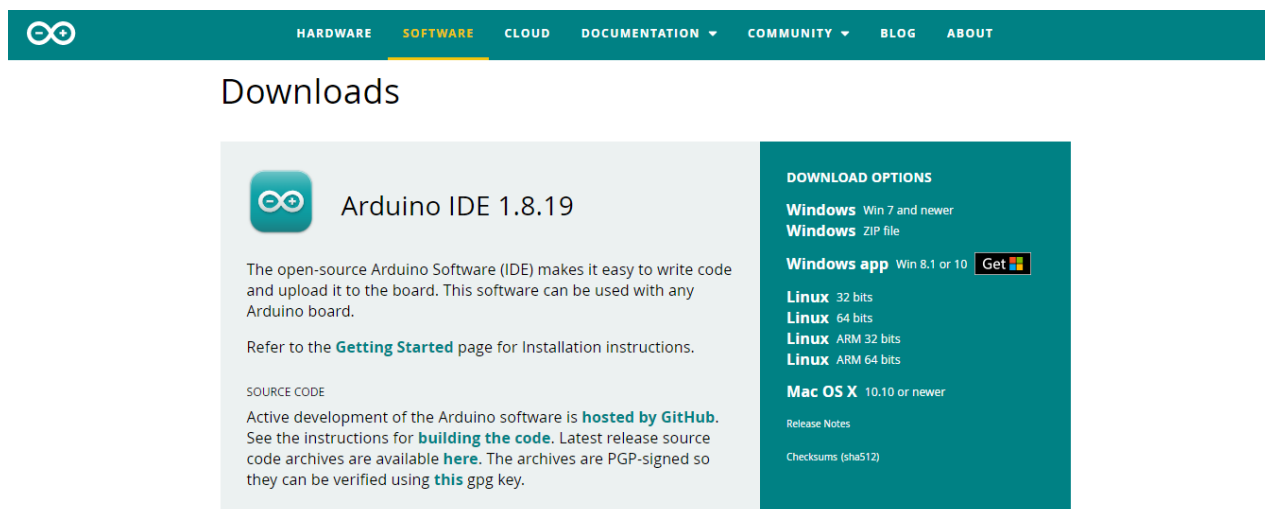 HARDWARE SOFTWARE CLOUD DOCUMENTATION COMMUNITY BLOG ABOUT
Downloads
Arduino IDE 1.8.19
The open-source Arduino Software (IDE) makes it easy to write code
and upload it to the board. This software can be used with any
Arduino board.
Refer to the Getting Started page for Installation instructions.
SOURCE CODE
Active development of the Arduino software is hosted by GitHub.
See the instructions for building the code. Latest release source
code archives are available here. The archives are PGP-signed so
they can be verified using this gpg key.
DOWNLOAD OPTIONS
Windows Win 7 and newer
Windows ZIP file
Windows app Win 8.1 or 10 Get
Linux 32 bits
Linux 64 bits
Linux ARM 32 bits
Linux ARM 64 bits
Mac OS X 10.10 or newer
Release Notes
Checksums (sha512)